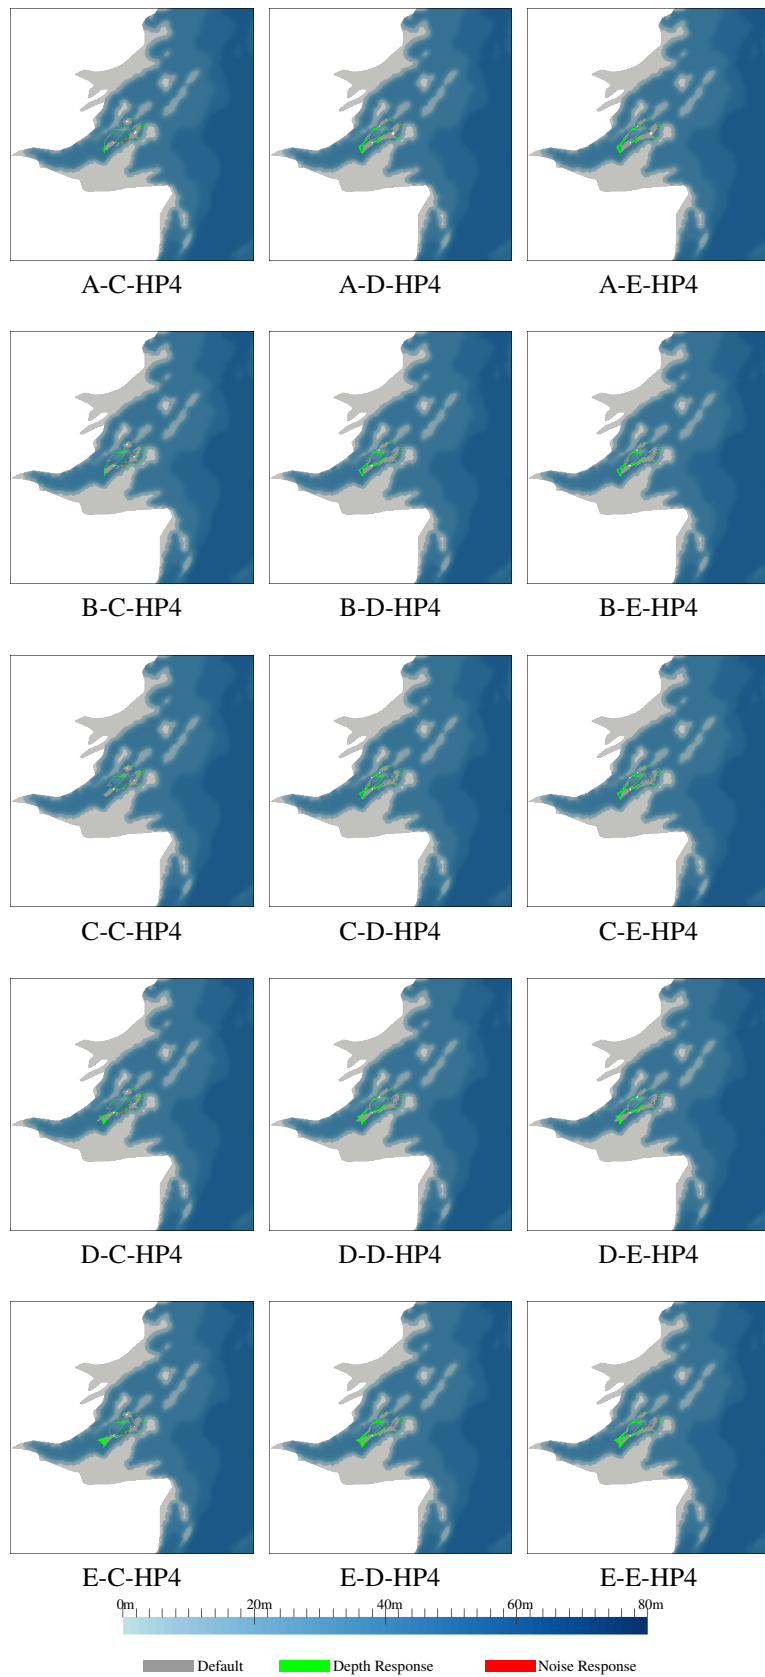 A-C-HP4 A-D-HP4 A-E-HP4
B-C-HP4 B-D-HP4 B-E-HP4
C-C-HP4 C-D-HP4 C-E-HP4
D-C-HP4 D-D-HP4 D-E-HP4
E-C-HP4 E-D-HP4 E-E-HP4
0m 20m 40m 60m 80m
Default Depth Response Noise Response